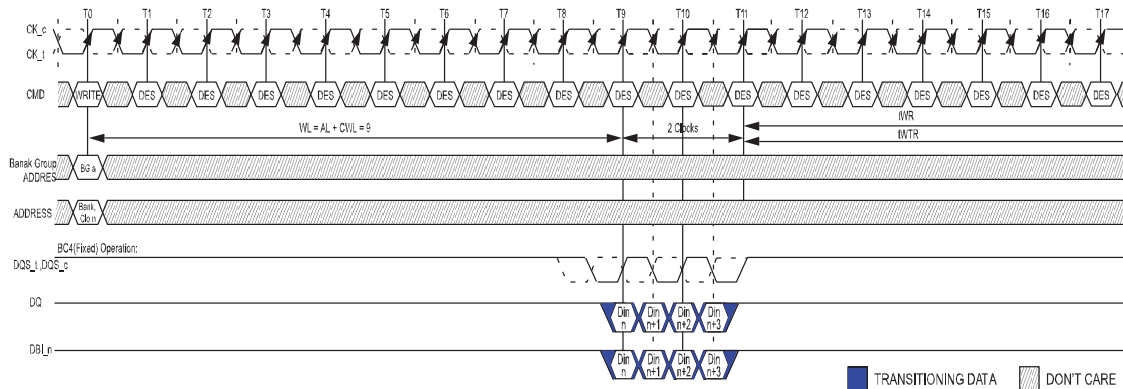 T0 T1 T2 T3 T4 T5 T6 T7 T8 T9 T10 T11 T12 T13 T14 T15 T16 T17
CK_c
CK_t
CMD WRITE DES DES DES DES DES DES DES DES DES DES DES DES DES DES DES DES DES
WL = AL + CWL = 9 2 Clocks tWR
tWTR
Banak Group
ADDRES
BG a
ADDRESS
Bank,
Clo n
BC4(Fixed) Operation:
DQS_t ,DQS_c
DQ
Din Din Din Din
n n+1 n+2 n+3
DBI_n
Din Din Din Din
n n+1 n+2 n+3
TRANSITIONING DATA DON'T CARE